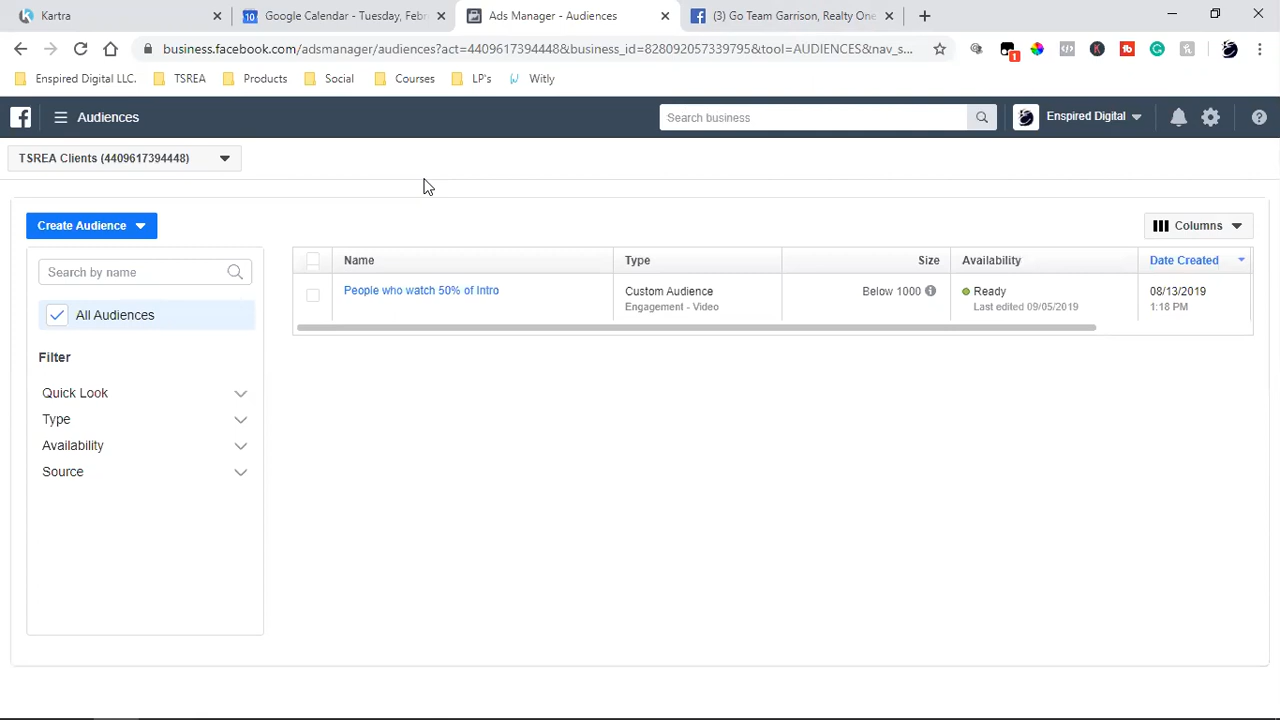 Kartra
Google Calendar - Tuesday, Febru
Ads Manager - Audiences
(3) Go Team Garrison, Realty One
business.facebook.com/adsmanager/audiences?act=4409617394448&business_id=828092057339795&tool=AUDIENCES&nav_s...
Enspired Digital LLC.
TSREA
Products
Social
Courses
LP's
Witly
Audiences
Search business
Enspired Digital
TSREA Clients (4409617394448)
Create Audience
Columns
Search by name
All Audiences
Filter
Quick Look
Type
Availability
Source
Name
Type
Size
Availability
Date Created
People who watch 50% of Intro
Custom Audience
Engagement - Video
Below 1000
Ready
Last edited 09/05/2019
08/13/2019
1:18 PM